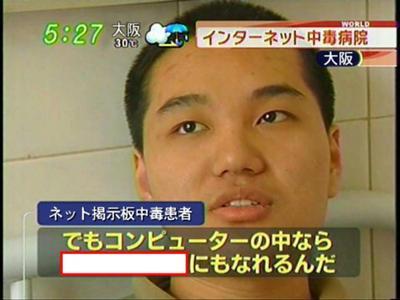 5:27
大阪
30℃
WORLD
インターネット中毒病院
大阪
ネット掲示板中毒患者
でもコンピューターの中なら
にもなれるんだ